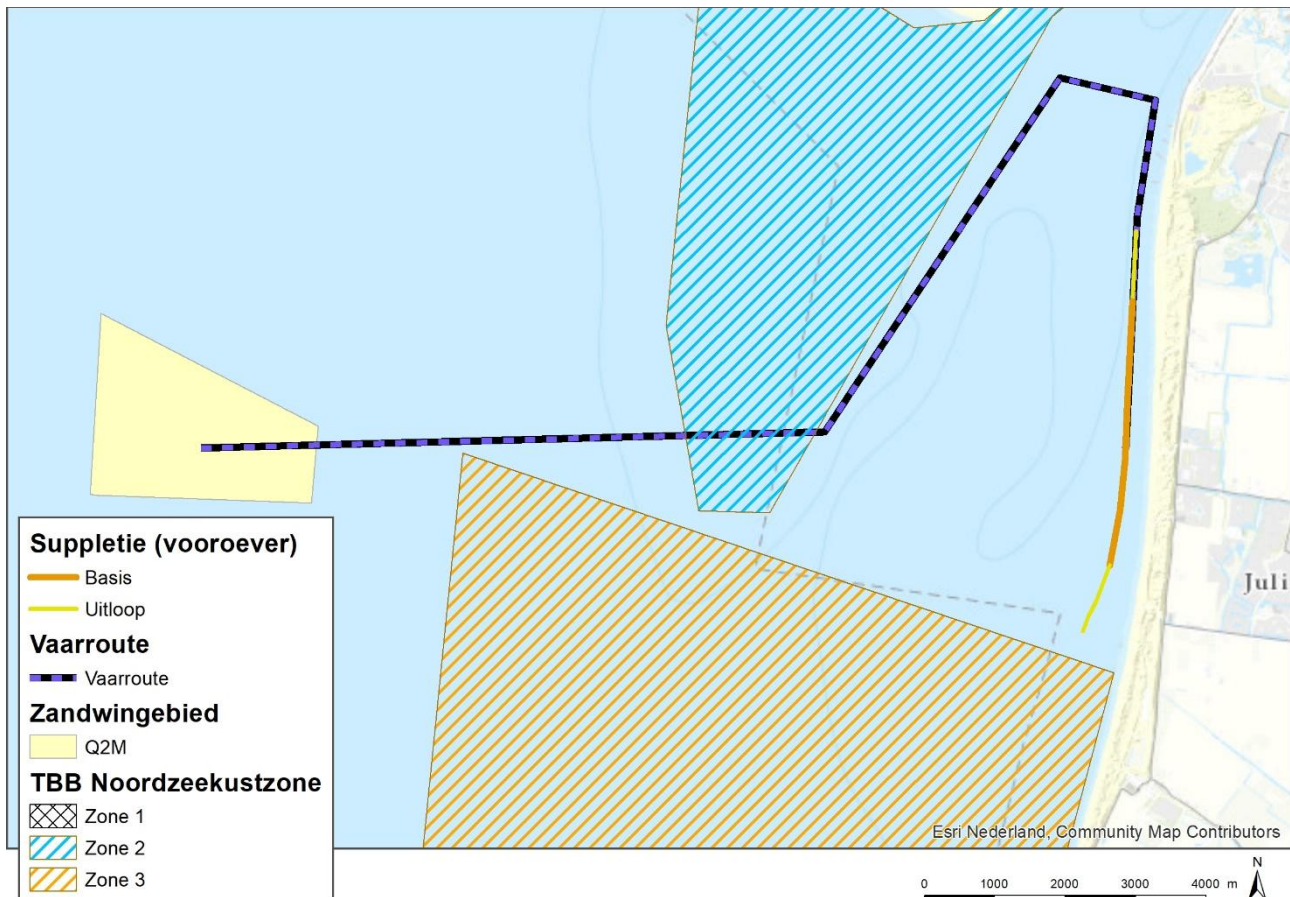 Juli
Suppletie (vooroever)
Basis
Uitloop
Vaarroute
Vaarroute
Zandwingebied
Q2M
TBB Noordzeekustzone
Zone 1
Zone 2
Zone 3
Esri Nederland, Community Map Contributors
N
0 1000 2000 3000 4000 m